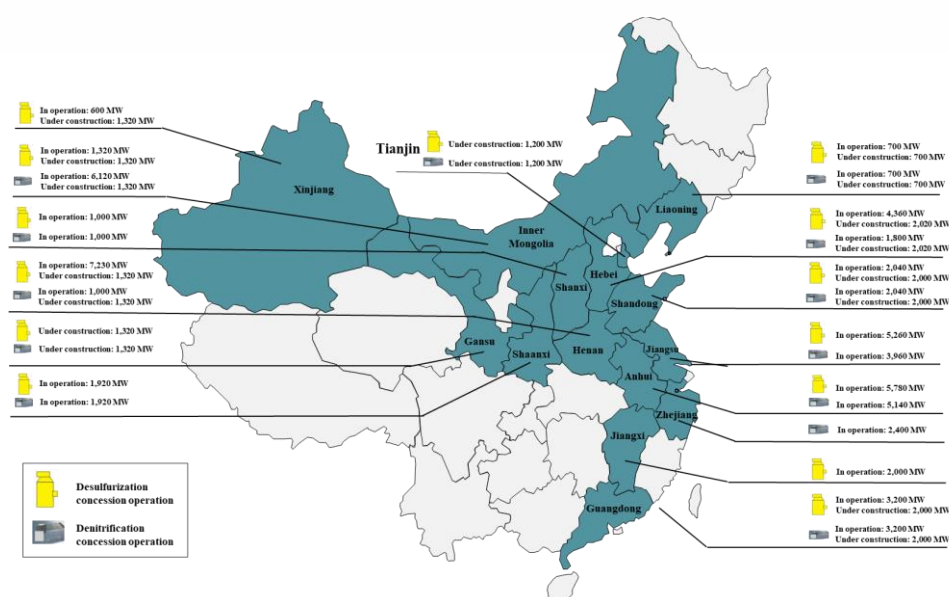 In operation: 600 MW
Under construction: 1,320 MW
In operation: 1,320 MW
Under construction: 1,320 MW
In operation: 6,120 MW
Under construction: 1,320 MW
In operation: 1,000 MW
In operation: 1,000 MW
In operation: 7,230 MW
Under construction: 1,320 MW
In operation: 1,000 MW
Under construction: 1,320 MW
Under construction: 1,320 MW
Under construction: 1,320 MW
In operation: 1,920 MW
In operation: 1,920 MW
Tianjin
Under construction: 1,200 MW
Under construction: 1,200 MW
Xinjiang
Inner
Mongolia
Liaoning
Hebei
Shanxi
Shandong
Gansu
Shaanxi
Henan
Jiangsu
Anhui
Zhejiang
Jiangxi
Guangdong
In operation: 700 MW
Under construction: 700 MW
In operation: 700 MW
Under construction: 700 MW
In operation: 4,360 MW
Under construction: 2,020 MW
In operation: 1,800 MW
Under construction: 2,020 MW
In operation: 2,040 MW
Under construction: 2,000 MW
In operation: 2,040 MW
Under construction: 2,000 MW
In operation: 5,260 MW
In operation: 3,960 MW
In operation: 5,780 MW
In operation: 5,140 MW
In operation: 2,400 MW
In operation: 2,000 MW
In operation: 3,200 MW
Under construction: 2,000 MW
In operation: 3,200 MW
Under construction: 2,000 MW
Desulfurization
concession operation
Denitrification
concession operation